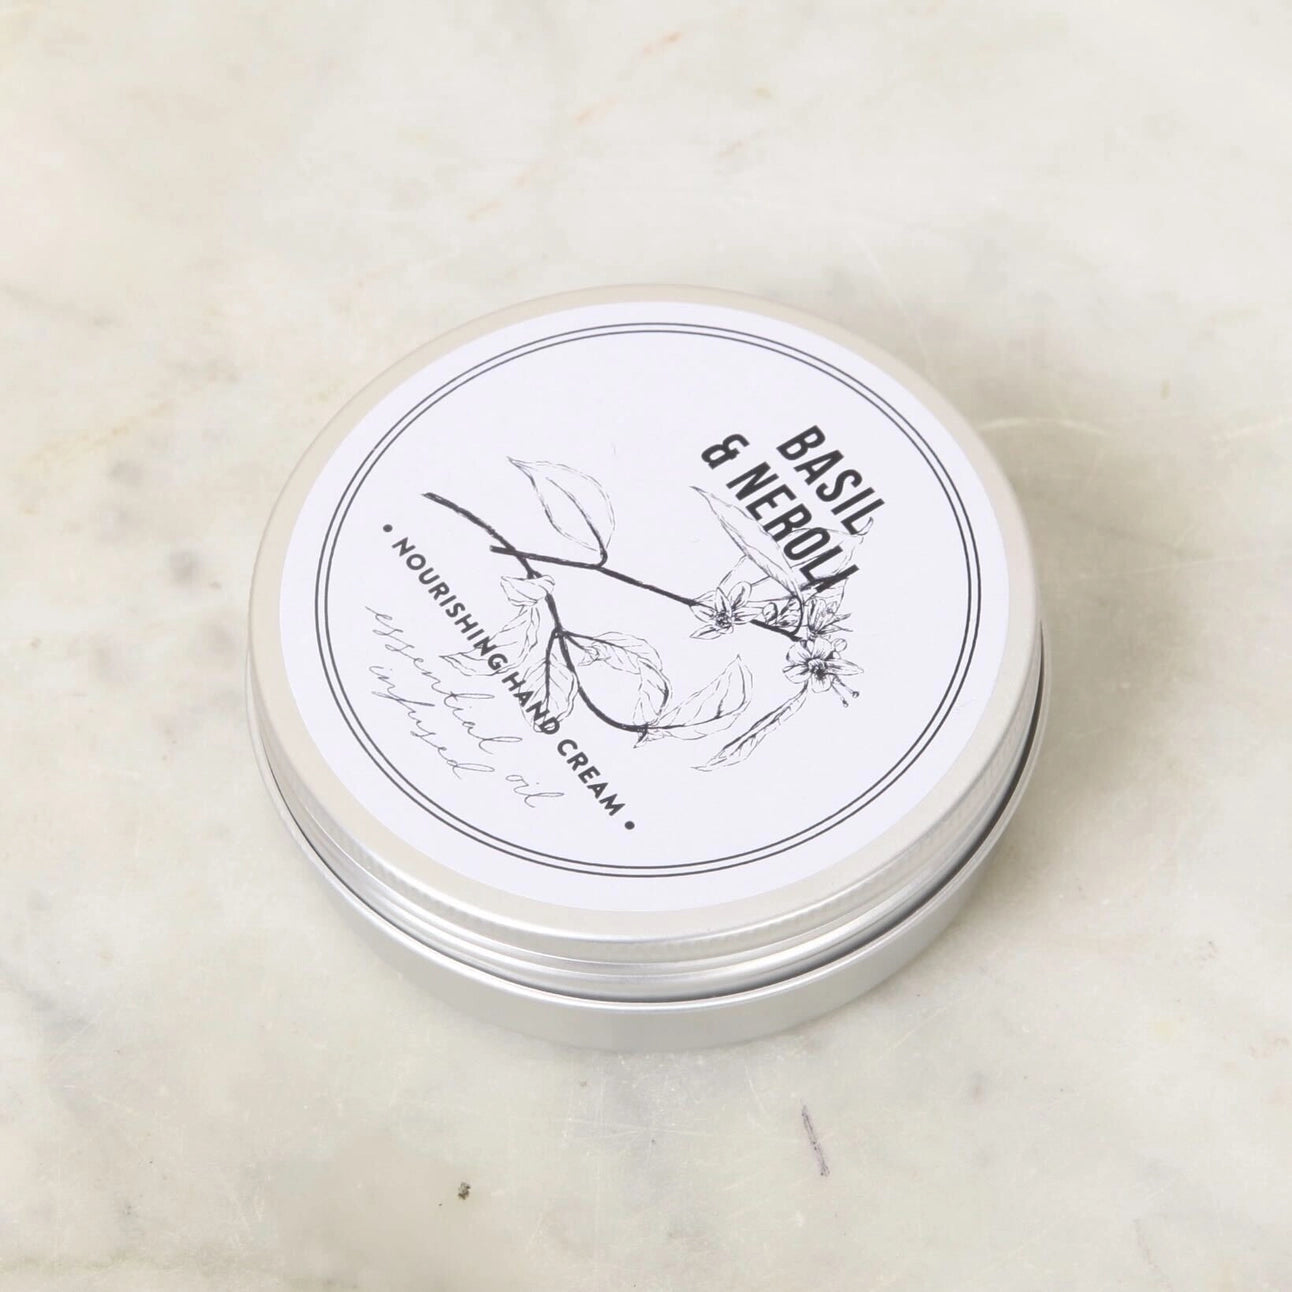 BASIL
& NEROLI
• NOURISHING HAND CREAM •
essential oil
infused